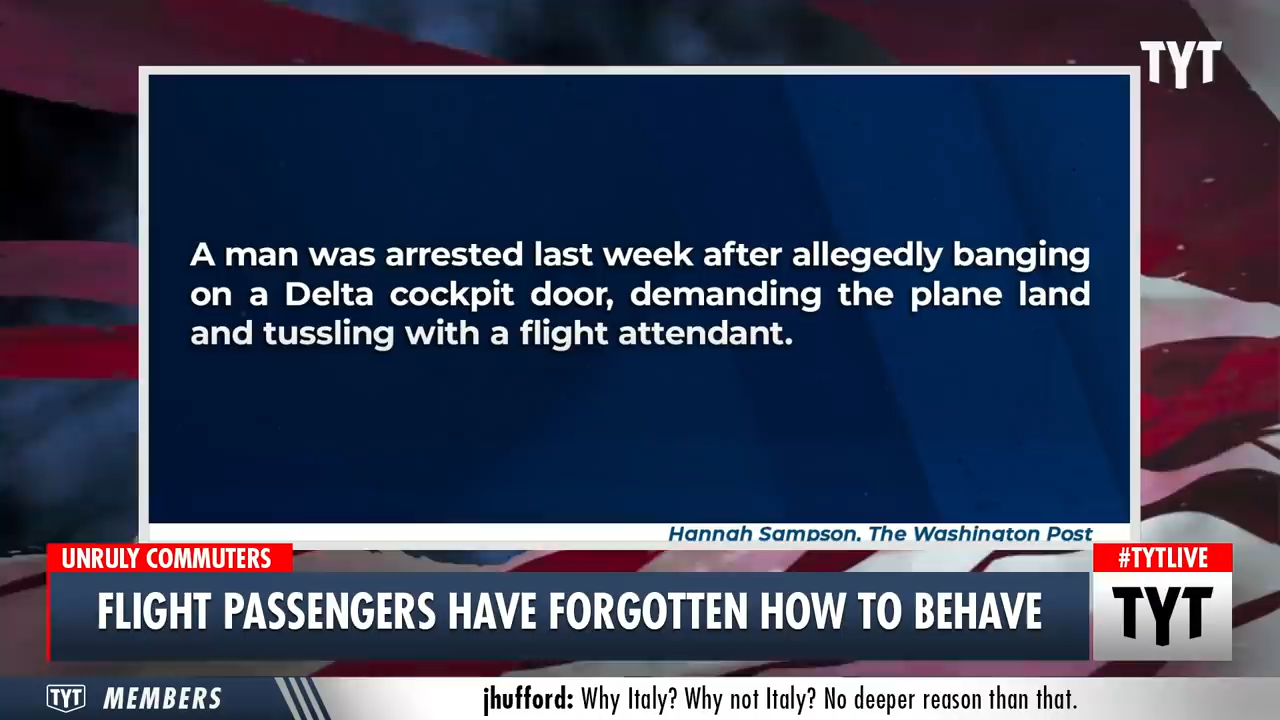 TYT
A man was arrested last week after allegedly banging
on a Delta cockpit door, demanding the plane land
and tussling with a flight attendant.
Hannah Sampson, The Washington Post
UNRULY COMMUTERS
#TYTLIVE
FLIGHT PASSENGERS HAVE FORGOTTEN HOW TO BEHAVE
TYT
TYT MEMBERS
jhufford: Why Italy? Why not Italy? No deeper reason than that.